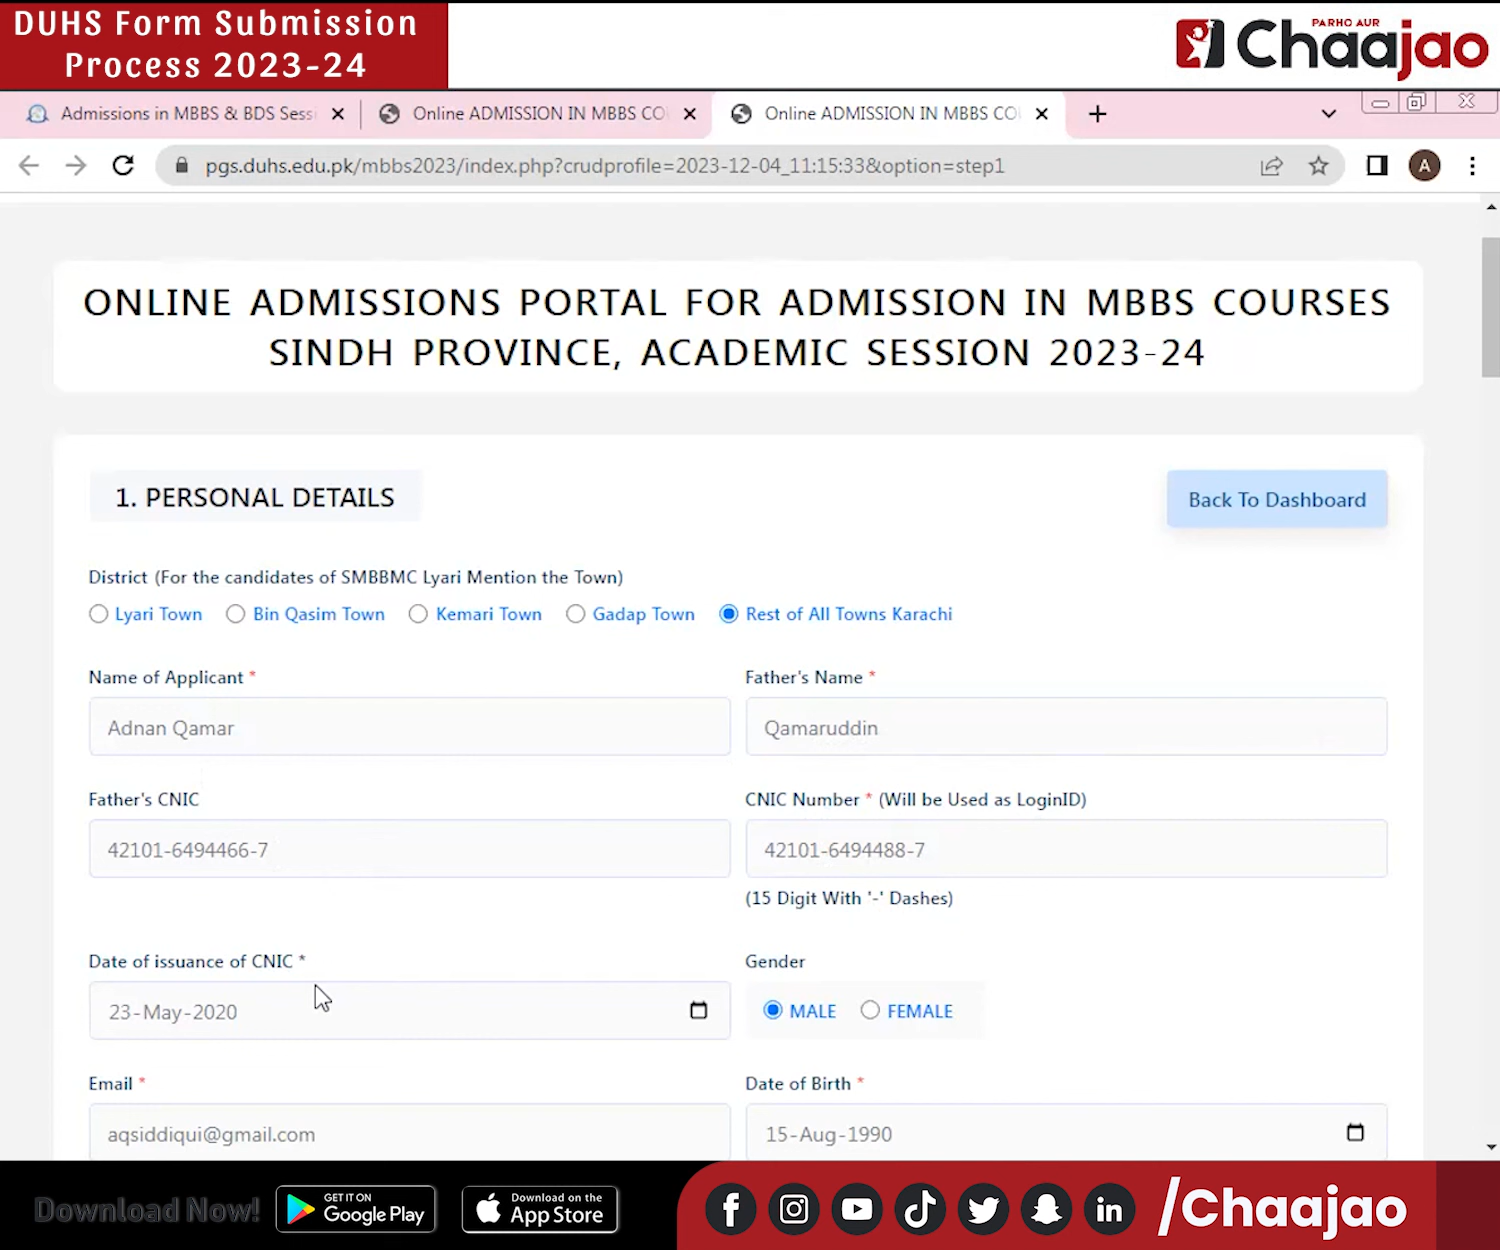 DUHS Form Submission
Process 2023-24
PARHO AUR
Chaajao
Admissions in MBBS & BDS Sessi
Online ADMISSION IN MBBS CO
Online ADMISSION IN MBBS CO
pgs.duhs.edu.pk/mbbs2023/index.php?crudprofile=2023-12-04_11:15:33&option=step1
A
ONLINE ADMISSIONS PORTAL FOR ADMISSION IN MBBS COURSES
SINDH PROVINCE, ACADEMIC SESSION 2023-24
1. PERSONAL DETAILS
Back To Dashboard
District (For the candidates of SMBBMC Lyari Mention the Town)
Lyari Town Bin Qasim Town Kemari Town Gadap Town Rest of All Towns Karachi
Name of Applicant * Father's Name *
Adnan Qamar Qamaruddin
Father's CNIC CNIC Number * (Will be Used as LoginID)
42101-6494466-7 42101-6494488-7
(15 Digit With '-' Dashes)
Date of issuance of CNIC * Gender
23-May-2020 MALE FEMALE
Email * Date of Birth *
aqsiddiqui@gmail.com 15-Aug-1990
Download Now!
GET IT ON
Google Play
Download on the
App Store
/Chaajao